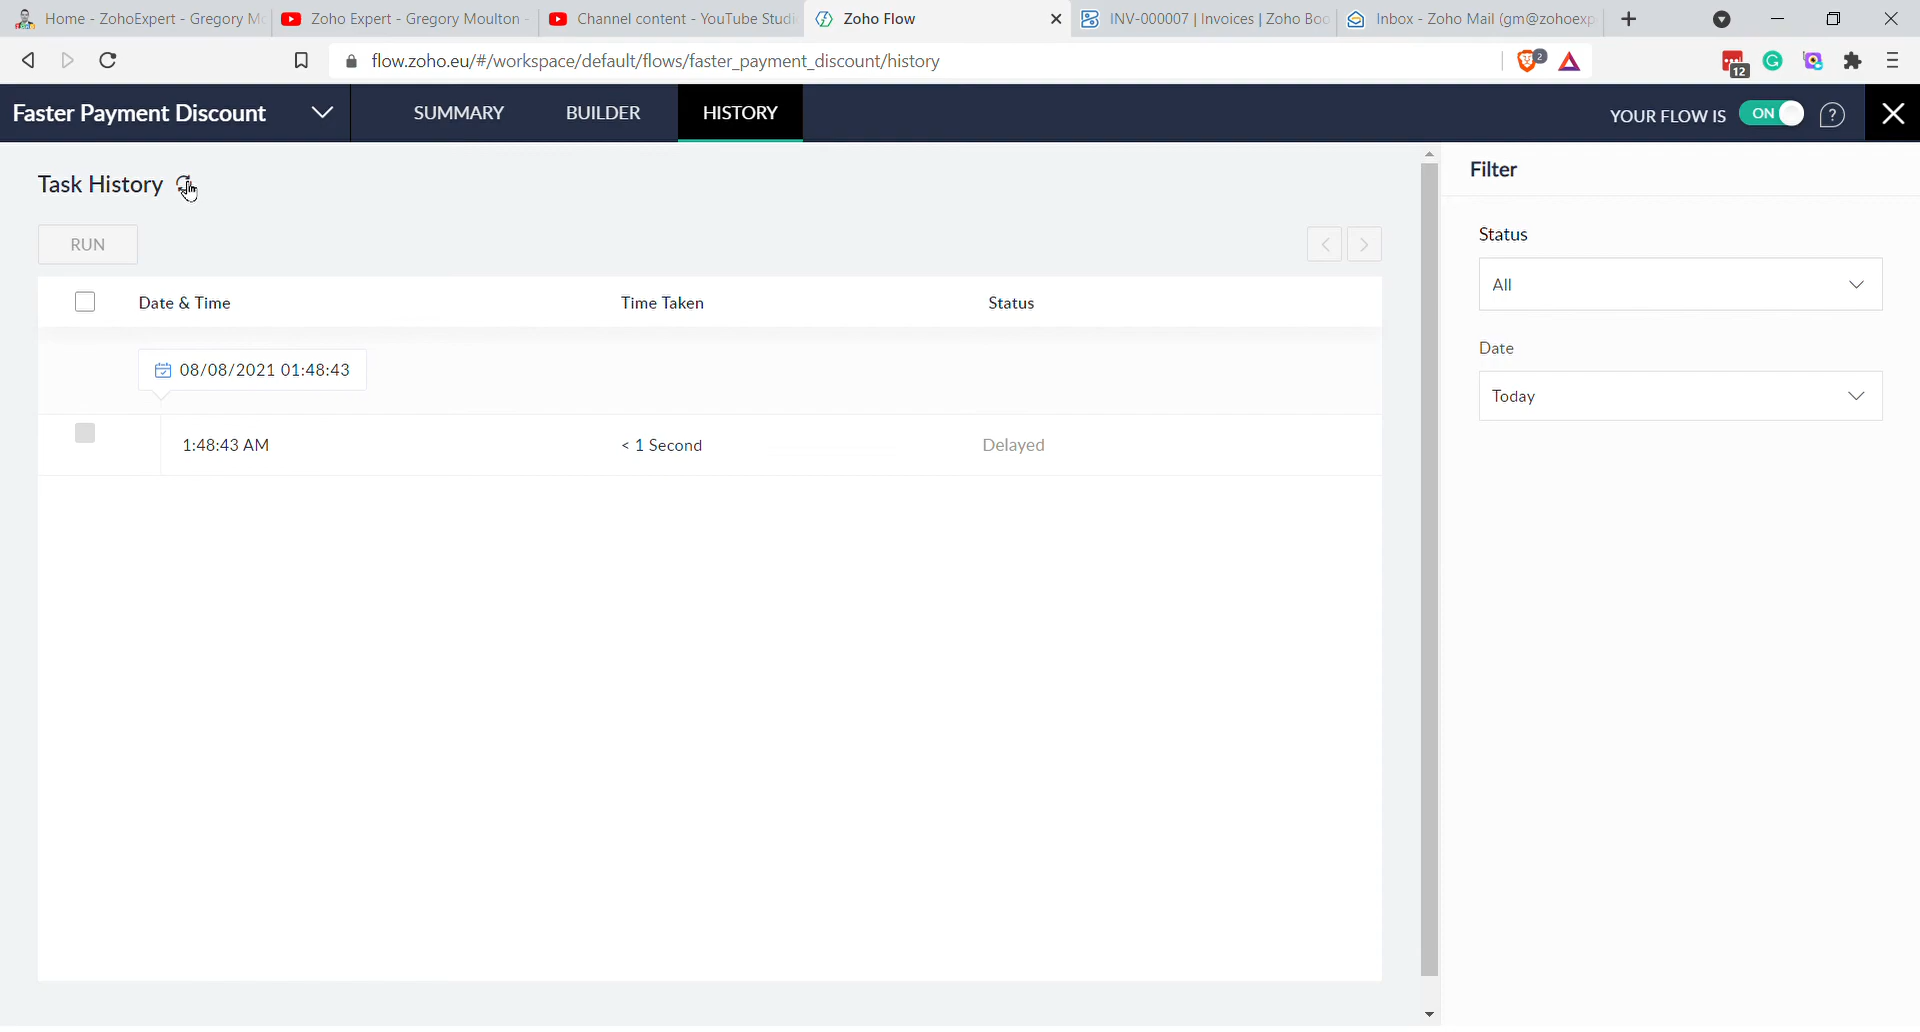 Home - ZohoExpert - Gregory Mo
Zoho Expert - Gregory Moulton -
Channel content - YouTube Studi
Zoho Flow
INV-000007 | Invoices | Zoho Boo
Inbox - Zoho Mail (gm@zohoexp
flow.zoho.eu/#/workspace/default/flows/faster_payment_discount/history
2
12
Faster Payment Discount
SUMMARY
BUILDER
HISTORY
YOUR FLOW IS
ON
?
Task History
Filter
RUN
Status
All
Date & Time
Time Taken
Status
Date
08/08/2021 01:48:43
Today
1:48:43 AM
< 1 Second
Delayed